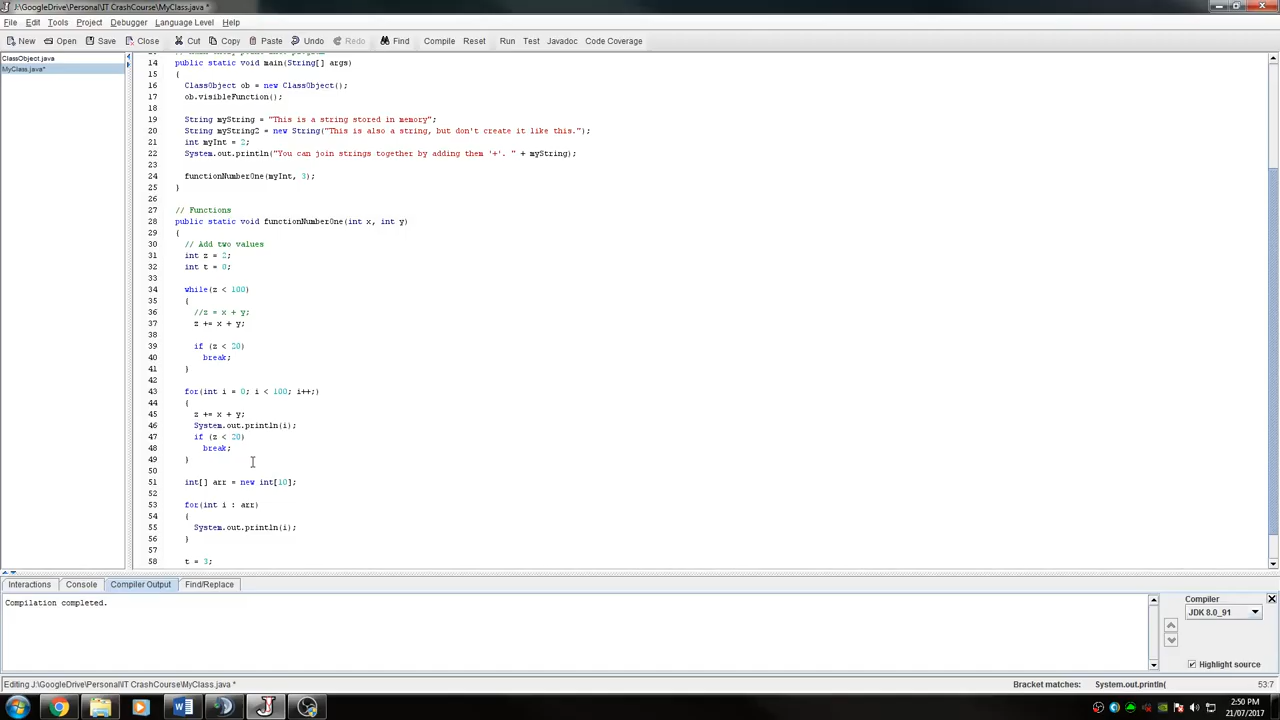 J:\GoogleDrive\Personal\IT CrashCourse\MyClass.java *
File Edit Tools Project Debugger Language Level Help
New Open Save Close Cut Copy Paste Undo Redo Find Compile Reset Run Test Javadoc Code Coverage
ClassObject.java
MyClass.java*
14 public static void main(String[] args)
15 {
16 ClassObject ob = new ClassObject();
17 ob.visibleFunction();
18
19 String myString = "This is a string stored in memory";
20 String myString2 = new String("This is also a string, but don't create it like this.");
21 int myInt = 2;
22 System.out.println("You can join strings together by adding them '+'. " + myString);
23
24 functionNumberOne(myInt, 3);
25 }
26
27 // Functions
28 public static void functionNumberOne(int x, int y)
29 {
30 // Add two values
31 int z = 2;
32 int t = 0;
33
34 while(z < 100)
35 {
36 //z = x + y;
37 z += x + y;
38
39 if (z < 20)
40 break;
41 }
42
43 for(int i = 0; i < 100; i++;)
44 {
45 z += x + y;
46 System.out.println(i);
47 if (z < 20)
48 break;
49 }
50
51 int[] arr = new int[10];
52
53 for(int i : arr)
54 {
55 System.out.println(i);
56 }
57
58 t = 3;
Interactions Console Compiler Output Find/Replace
Compilation completed.
Compiler
JDK 8.0_91
Highlight source
Editing J:\GoogleDrive\Personal\IT CrashCourse\MyClass.java * Bracket matches: System.out.println( 53:7
2:50 PM
21/07/2017